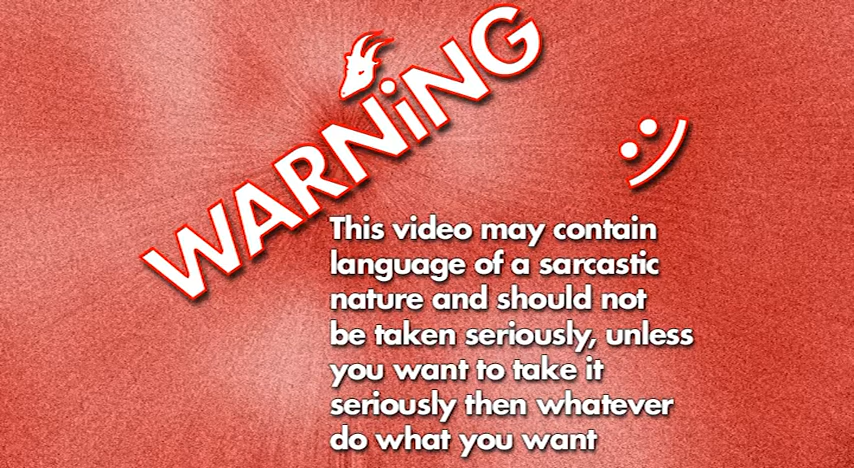 WARNiNG
:)
This video may contain
language of a sarcastic
nature and should not
be taken seriously, unless
you want to take it
seriously then whatever
do what you want